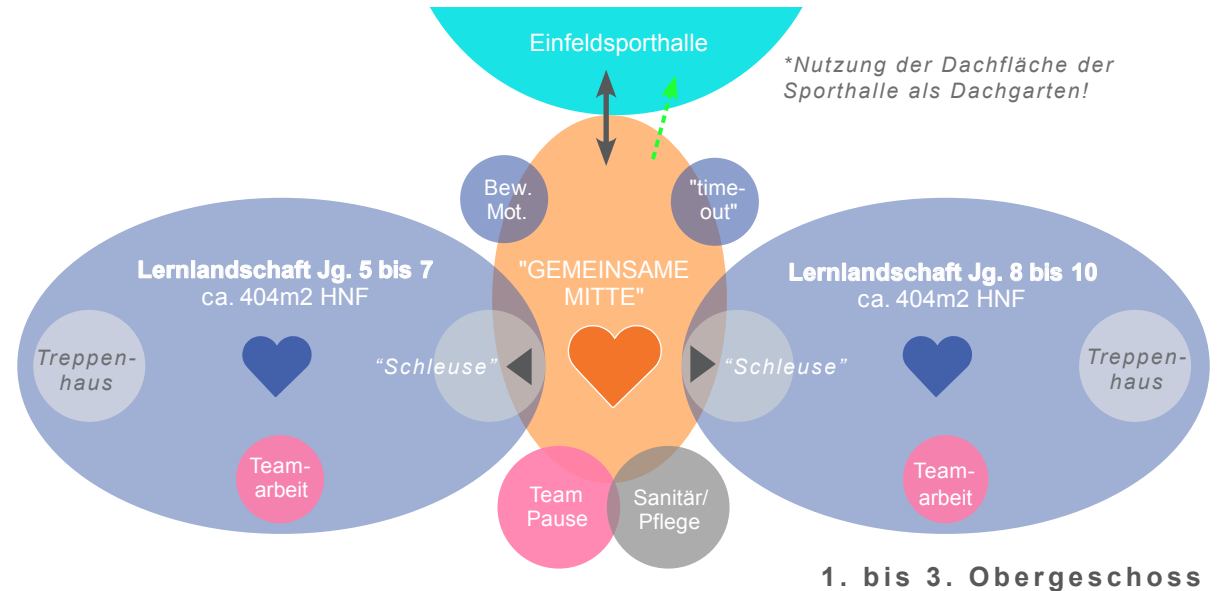 Einfeldsporthalle
*Nutzung der Dachfläche der
Sporthalle als Dachgarten!
Bew.
Mot.
"time-
out"
Lernlandschaft Jg. 5 bis 7
ca. 404m2 HNF
"GEMEINSAME
MITTE"
Lernlandschaft Jg. 8 bis 10
ca. 404m2 HNF
Treppen-
haus
“Schleuse”
“Schleuse”
Treppen-
haus
Team-
arbeit
Team
Pause
Sanitär/
Pflege
Team-
arbeit
1. bis 3. Obergeschoss